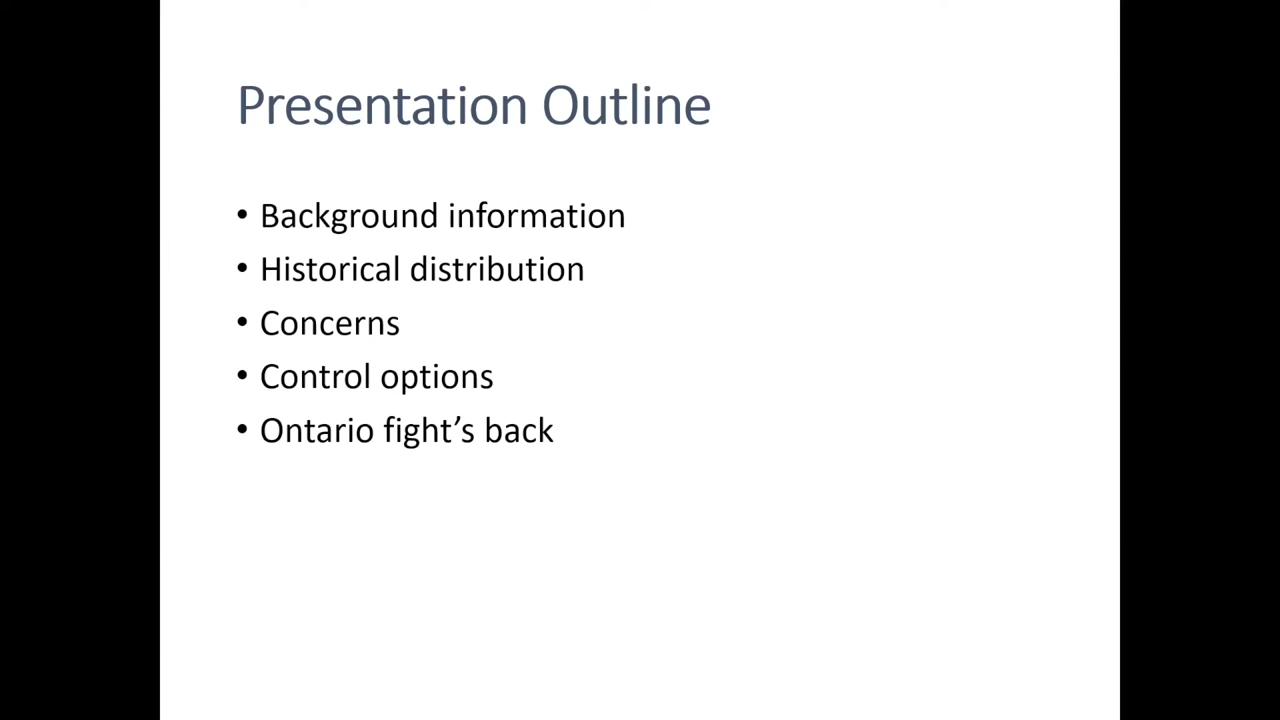 Presentation Outline
• Background information
• Historical distribution
• Concerns
• Control options
• Ontario fight’s back